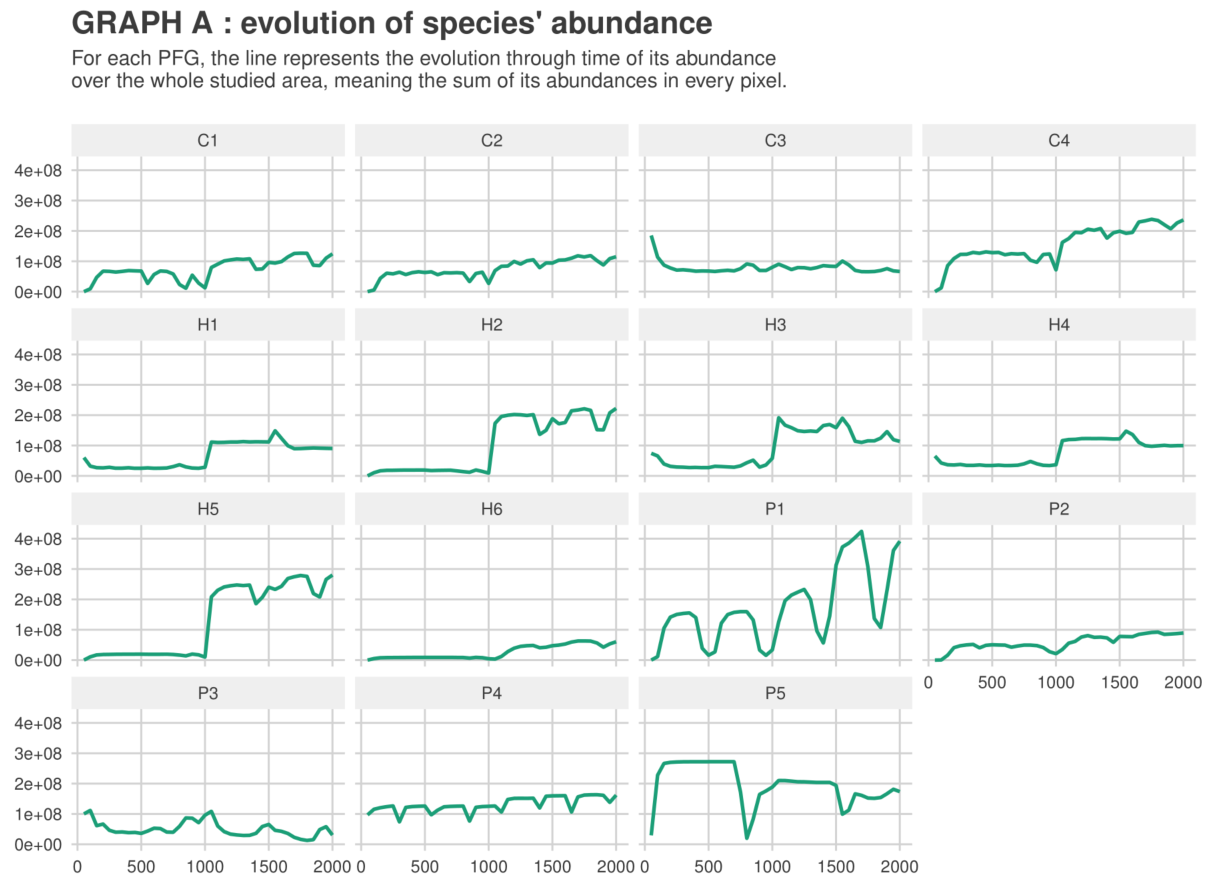 GRAPH A : evolution of species' abundance
For each PFG, the line represents the evolution through time of its abundance
over the whole studied area, meaning the sum of its abundances in every pixel.
C1 C2 C3 C4
4e+08
3e+08
2e+08
1e+08
0e+00
H1 H2 H3 H4
4e+08
3e+08
2e+08
1e+08
0e+00
H5 H6 P1 P2
4e+08
3e+08
2e+08
1e+08
0e+00
0 500 1000 1500 2000
P3 P4 P5
4e+08
3e+08
2e+08
1e+08
0e+00
0 500 1000 1500 2000 0 500 1000 1500 2000 0 500 1000 1500 2000